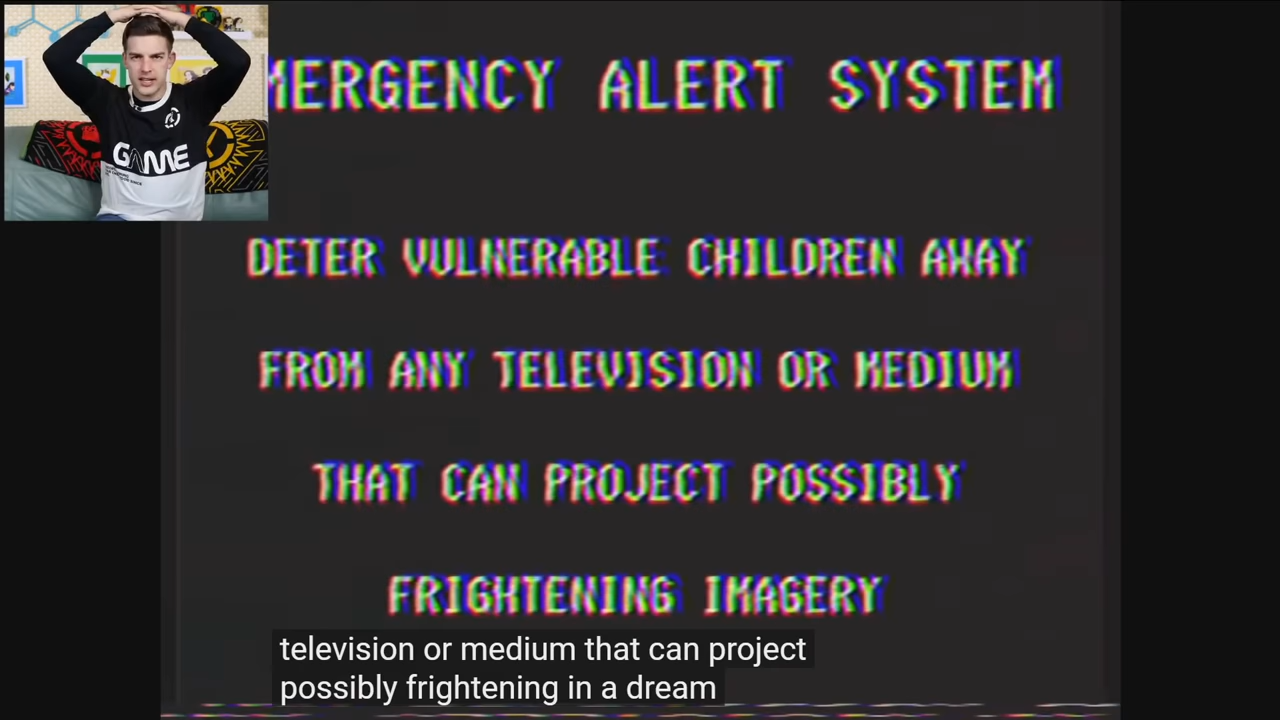 MERGENCY ALERT SYSTEM
GAME
DETER VULNERABLE CHILDREN AWAY
FROM ANY TELEVISION OR MEDIUM
THAT CAN PROJECT POSSIBLY
FRIGHTENING IMAGERY
television or medium that can project
possibly frightening in a dream